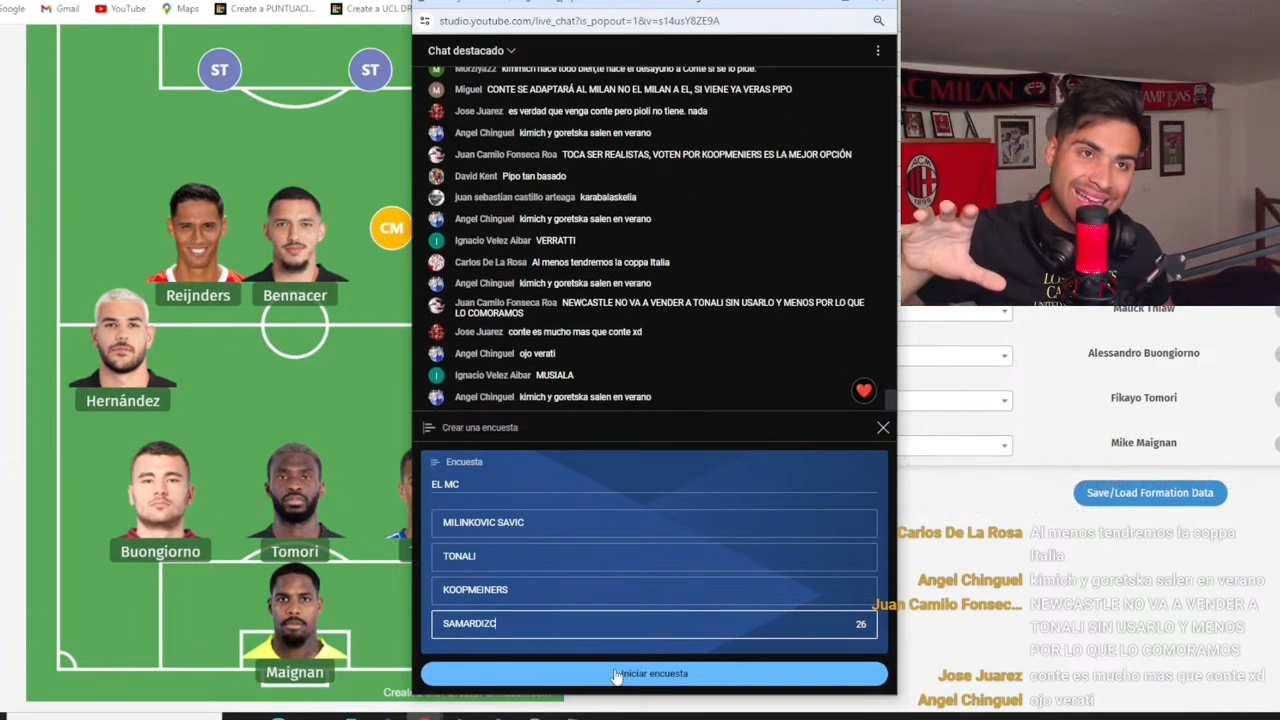 Google
Gmail
YouTube
Maps
Create a PUNTUACI
Create a UCL DR
ST
ST
CM
Reijnders
Bennacer
Hernández
Buongiorno
Tomori
Maignan
studio.youtube.com/live_chat?is_popout=1&v=s14usY8ZE9A
Chat destacado
Miguel CONTE SE ADAPTARÁ AL MILAN NO EL MILAN A EL, SI VIENE YA VERAS PIPO
Jose Juarez es verdad que venga conte pero pioli no tiene. nada
Angel Chinguel kimich y goretska salen en verano
Juan Camilo Fonseca Roa TOCA SER REALISTAS, VOTEN POR KOOPMENIERS ES LA MEJOR OPCIÓN
David Kent Pipo tan basado
juan sebastian castillo arteaga karabalaskelia
Angel Chinguel kimich y goretska salen en verano
Ignacio Velez Aibar VERRATTI
Carlos De La Rosa Al menos tendremos la coppa Italia
Angel Chinguel kimich y goretska salen en verano
Juan Camilo Fonseca Roa NEWCASTLE NO VA A VENDER A TONALI SIN USARLO Y MENOS POR LO QUE
LO COMORAMOS
Jose Juarez conte es mucho mas que conte xd
Angel Chinguel ojo verati
Ignacio Velez Aibar MUSIALA
Angel Chinguel kimich y goretska salen en verano
Crear una encuesta
Encuesta
EL MC
MILINKOVIC SAVIC
TONALI
KOOPMEINERS
SAMARDIZC
26
Iniciar encuesta
AC MILAN
CHAMPIONS
ACM
1899
Malick Thiaw
Alessandro Buongiorno
Fikayo Tomori
Mike Maignan
Save/Load Formation Data
Carlos De La Rosa Al menos tendremos la coppa
Italia
Angel Chinguel kimich y goretska salen en verano
Juan Camilo Fonsec... NEWCASTLE NO VA A VENDER A
TONALI SIN USARLO Y MENOS
POR LO QUE LO COMORAMOS
Jose Juarez conte es mucho mas que conte xd
Angel Chinguel ojo verati